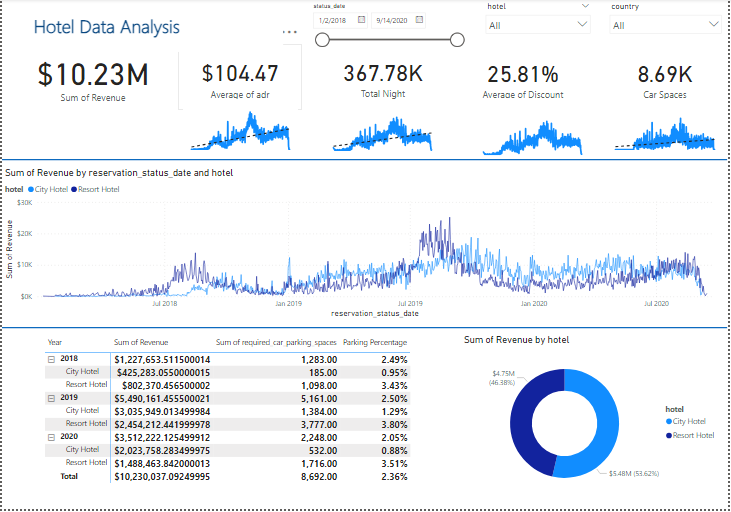 status_date
hotel
country
Hotel Data Analysis
1/2/2018
9/14/2020
All
All
...
$10.23M
$104.47
367.78K
25.81%
8.69K
Sum of Revenue
Average of adr
Total Night
Average of Discount
Car Spaces
Sum of Revenue by reservation_status_date and hotel
hotel City Hotel Resort Hotel
Sum of Revenue
$30K
$20K
$10K
$0K
Jul 2018 Jan 2019 Jul 2019 Jan 2020 Jul 2020
reservation_status_date
Year Sum of Revenue Sum of required car parking spaces Parking Percentage
2018 $1,227,653.511500014 1,283.00 2.49%
City Hotel $425,283.0550000015 185.00 0.95%
Resort Hotel $802,370.456500002 1,098.00 3.43%
2019 $5,490,161.455500021 5,161.00 2.50%
City Hotel $3,035,949.013499984 1,384.00 1.29%
Resort Hotel $2,454,212.441999978 3,777.00 3.80%
2020 $3,512,222.125499912 2,248.00 2.05%
City Hotel $2,023,758.283499975 532.00 0.88%
Resort Hotel $1,488,463.842000013 1,716.00 3.51%
Total $10,230,037.09249995 8,692.00 2.36%
Sum of Revenue by hotel
$4.75M
(46.38%)
$5.48M (53.62%)
hotel
City Hotel
Resort Hotel